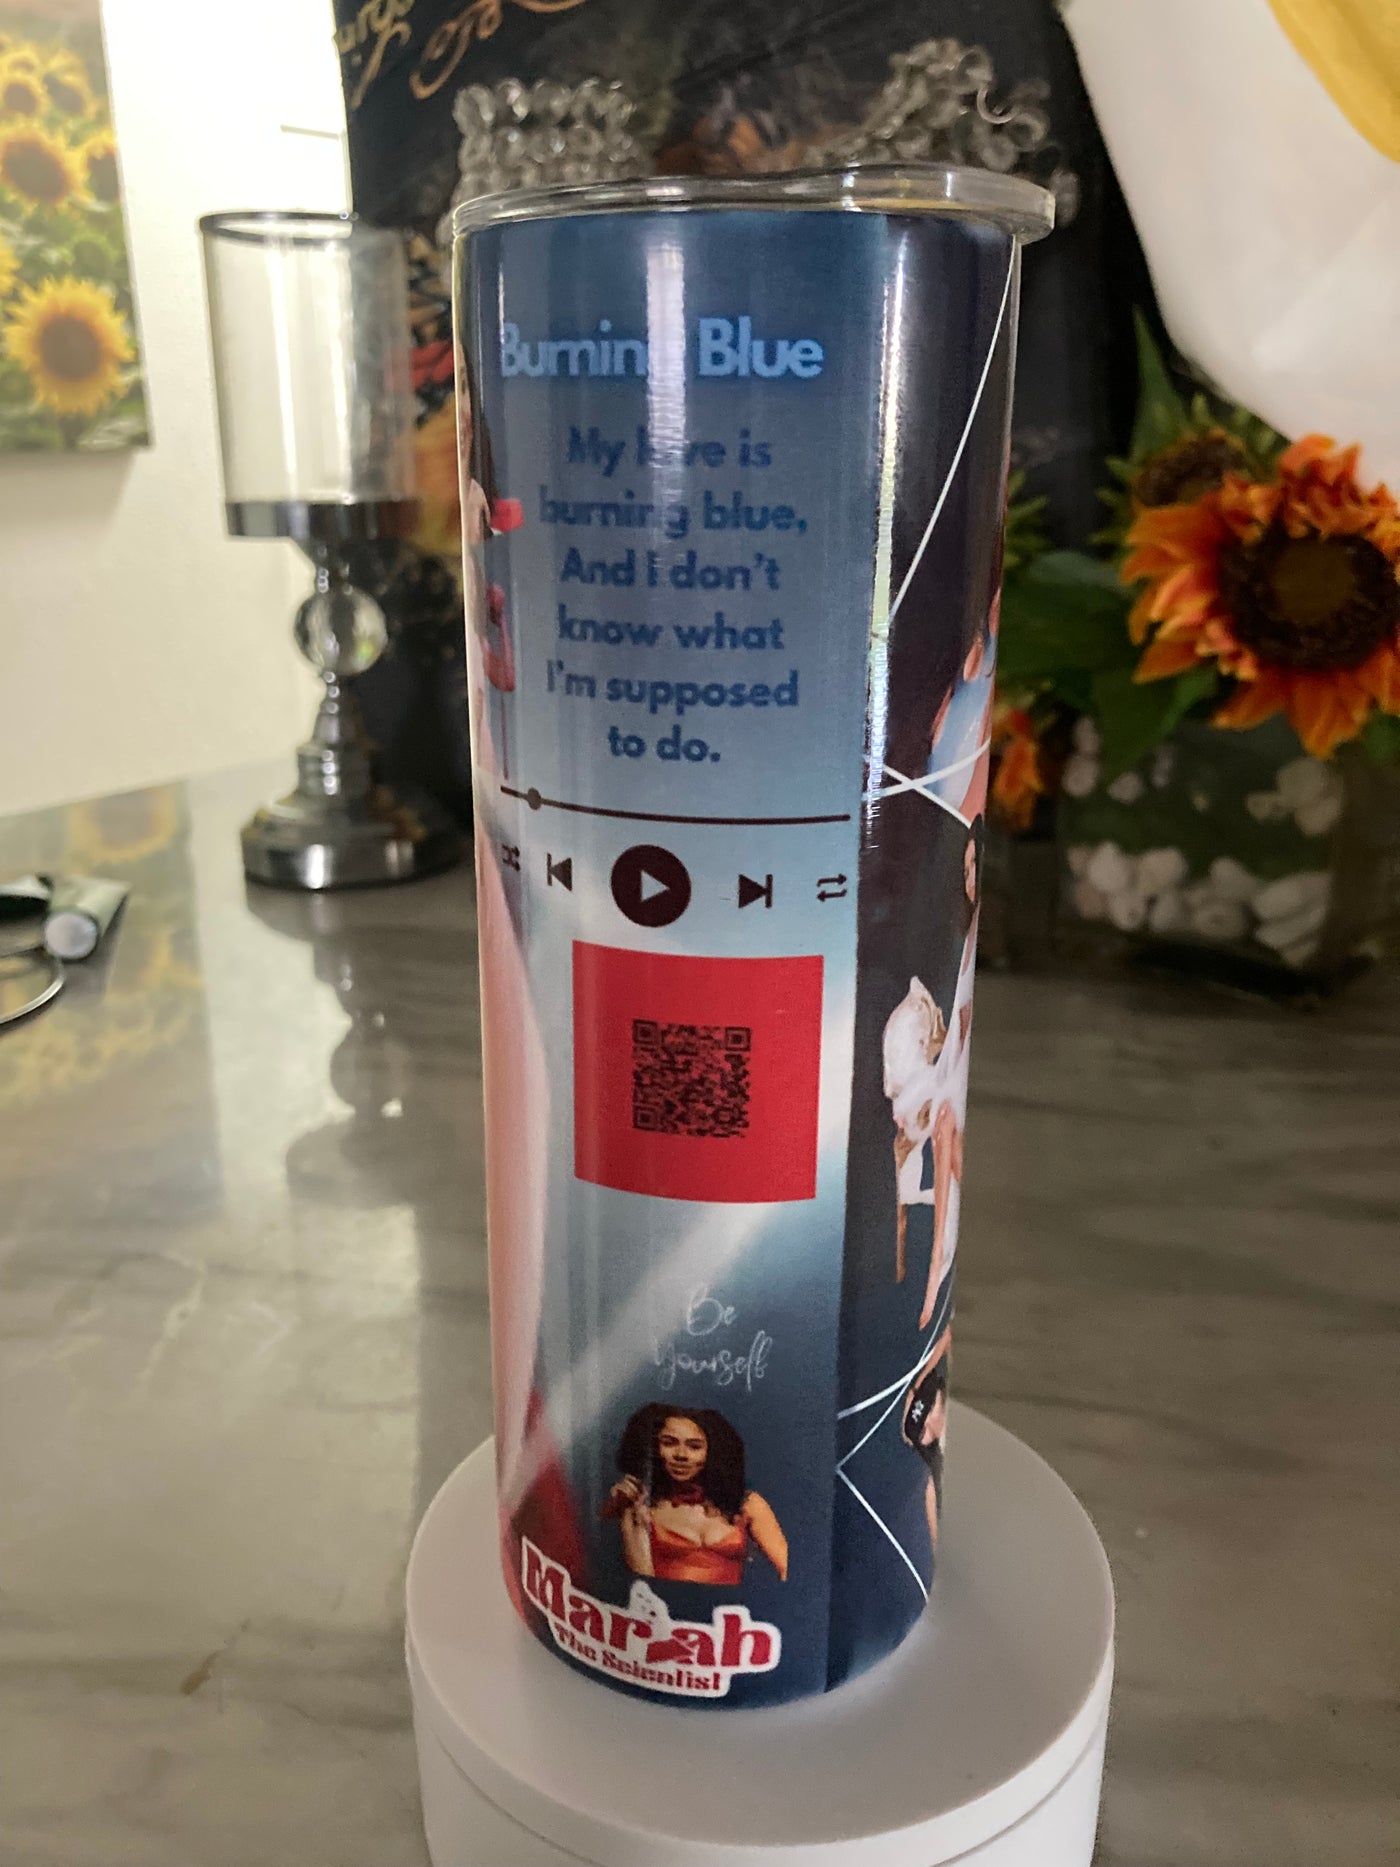 Burning Blue
My love is
burning blue,
And I don't
know what
I'm supposed
to do.
Be
Yourself
Mariah
The Scientist